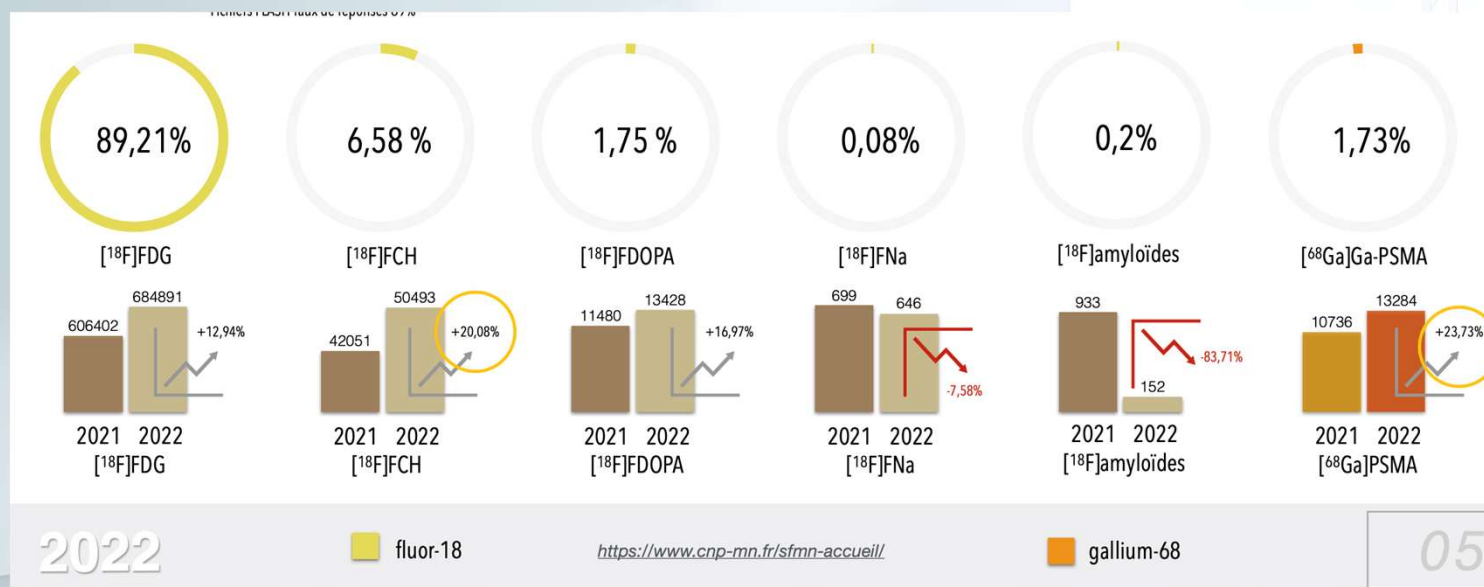 89,21% 6,58 % 1,75 % 0,08% 0,2% 1,73%
[¹⁸F]FDG [¹⁸F]FCH [¹⁸F]FDOPA [¹⁸F]FNa [¹⁸F]amyloïdes [⁶⁸Ga]Ga-PSMA
606402 684891 +12,94%
42051 50493 +20,08%
11480 13428 +16,97%
699 646 -7,58%
933 152 -83,71%
10736 13284 +23,73%
2021 2022 2021 2022 2021 2022 2021 2022 2021 2022 2021 2022
[¹⁸F]FDG [¹⁸F]FCH [¹⁸F]FDOPA [¹⁸F]FNa [¹⁸F]amyloïdes [⁶⁸Ga]PSMA
2022 fluor-18 https://www.cnp-mn.fr/sfmn-accueil/ gallium-68 05